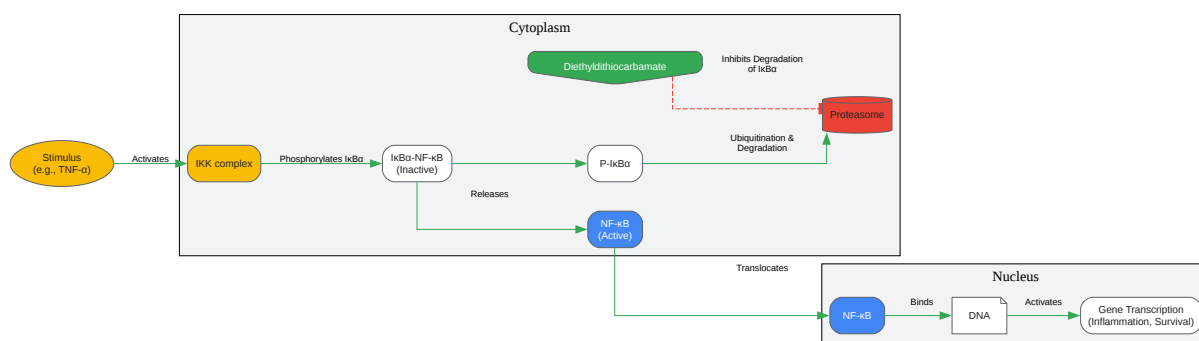 Cytoplasm
Diethyldithiocarbamate
Inhibits Degradation
of IκBα
Proteasome
Stimulus
(e.g., TNF-α)
Activates
IKK complex
Phosphorylates IκBα
IκBα-NF-κB
(Inactive)
P-IκBα
Ubiquitination &
Degradation
Releases
NF-κB
(Active)
Translocates
Nucleus
NF-κB
Binds
DNA
Activates
Gene Transcription
(Inflammation, Survival)